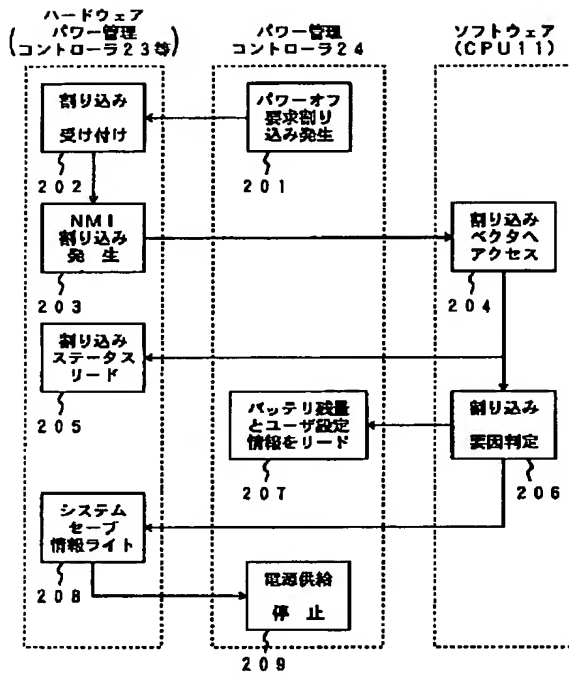 ハードウェア
(パワー管理
コントローラ23等)
パワー管理
コントローラ24
ソフトウェア
(CPU11)
割り込み
受け付け
202
パワーオフ
要求割り
込み発生
201
NMI
割り込み
発生
203
割り込み
ベクタへ
アクセス
204
割り込み
ステータス
リード
205
バッテリ残量
とユーザ設定
情報をリード
207
割り込み
要因判定
206
システム
セーブ
情報ライト
208
電源供給
停止
209